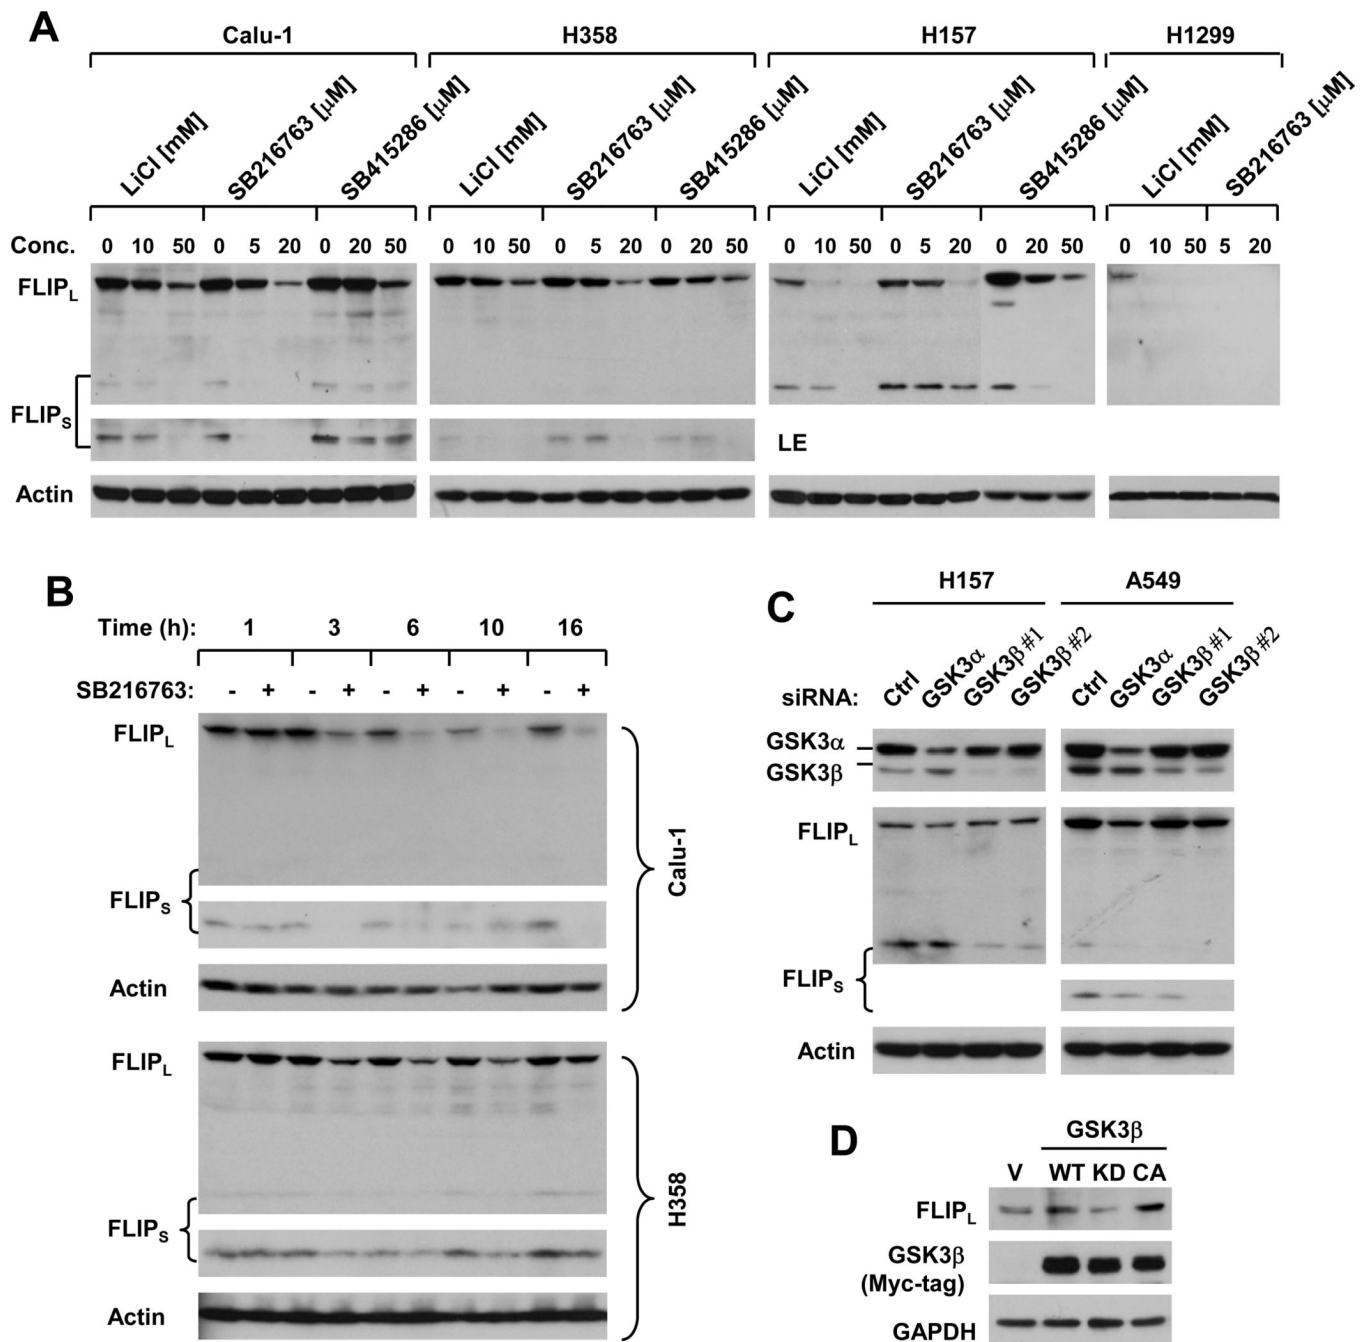 A
Calu-1 H358 H157 H1299
LiCl [mM] SB216763 [μM] SB415286 [μM] LiCl [mM] SB216763 [μM] SB415286 [μM] LiCl [mM] SB216763 [μM] SB415286 [μM] LiCl [mM] SB216763 [μM]
Conc. 0 10 50 0 5 20 0 20 50 0 10 50 0 5 20 0 20 50 0 10 50 0 5 20 0 20 50 0 10 50 5 20
FLIPL
FLIPS
LE
Actin
B
Time (h): 1 3 6 10 16
SB216763: - + - + - + - + - +
FLIPL
FLIPS
Actin
Calu-1
FLIPL
FLIPS
Actin
H358
C
H157 A549
siRNA: Ctrl GSK3α GSK3β#1 GSK3β#2 Ctrl GSK3α GSK3β#1 GSK3β#2
GSK3α
GSK3β
FLIPL
FLIPS
Actin
D
GSK3β
V WT KD CA
FLIPL
GSK3β
(Myc-tag)
GAPDH